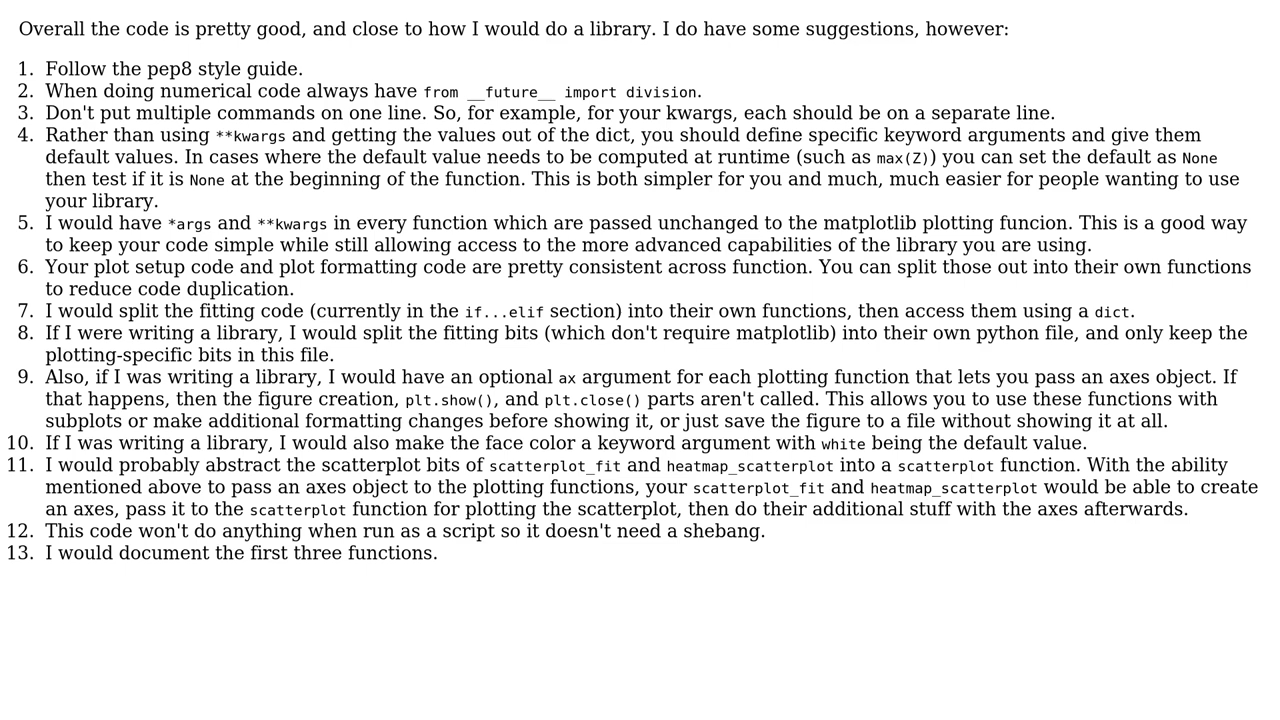 Overall the code is pretty good, and close to how I would do a library. I do have some suggestions, however:
1. Follow the pep8 style guide.
2. When doing numerical code always have from __future__ import division.
3. Don't put multiple commands on one line. So, for example, for your kwargs, each should be on a separate line.
4. Rather than using **kwargs and getting the values out of the dict, you should define specific keyword arguments and give them
default values. In cases where the default value needs to be computed at runtime (such as max(Z)) you can set the default as None
then test if it is None at the beginning of the function. This is both simpler for you and much, much easier for people wanting to use
your library.
5. I would have *args and **kwargs in every function which are passed unchanged to the matplotlib plotting funcion. This is a good way
to keep your code simple while still allowing access to the more advanced capabilities of the library you are using.
6. Your plot setup code and plot formatting code are pretty consistent across function. You can split those out into their own functions
to reduce code duplication.
7. I would split the fitting code (currently in the if...elif section) into their own functions, then access them using a dict.
8. If I were writing a library, I would split the fitting bits (which don't require matplotlib) into their own python file, and only keep the
plotting-specific bits in this file.
9. Also, if I was writing a library, I would have an optional ax argument for each plotting function that lets you pass an axes object. If
that happens, then the figure creation, plt.show(), and plt.close() parts aren't called. This allows you to use these functions with
subplots or make additional formatting changes before showing it, or just save the figure to a file without showing it at all.
10. If I was writing a library, I would also make the face color a keyword argument with white being the default value.
11. I would probably abstract the scatterplot bits of scatterplot_fit and heatmap_scatterplot into a scatterplot function. With the ability
mentioned above to pass an axes object to the plotting functions, your scatterplot_fit and heatmap_scatterplot would be able to create
an axes, pass it to the scatterplot function for plotting the scatterplot, then do their additional stuff with the axes afterwards.
12. This code won't do anything when run as a script so it doesn't need a shebang.
13. I would document the first three functions.